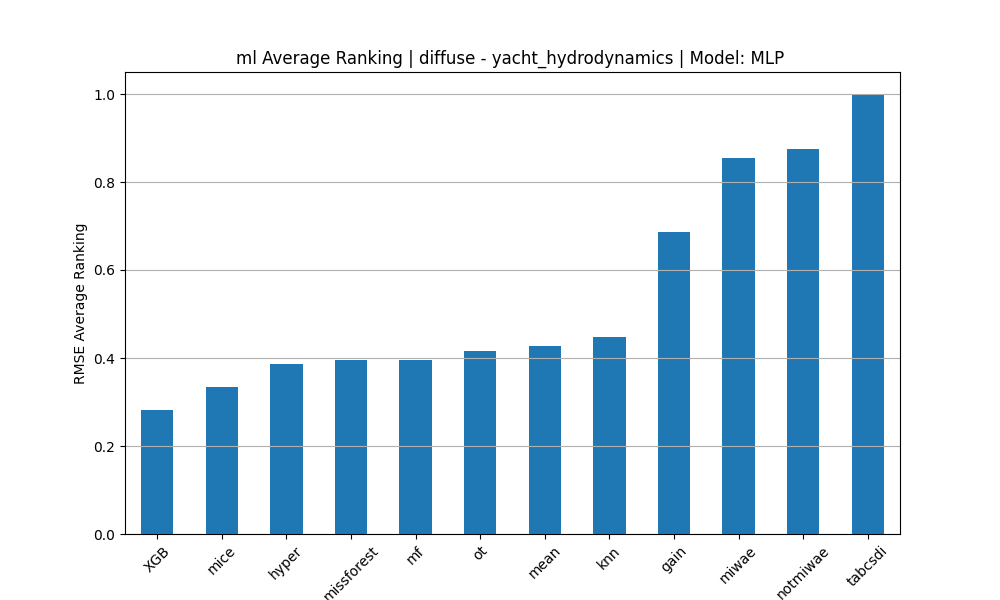 ml Average Ranking | diffuse - yacht_hydrodynamics | Model: MLP
RMSE Average Ranking
1.0
0.8
0.6
0.4
0.2
0.0
XGB
mice
hyper
missforest
mf
ot
mean
knn
gain
miwae
notmiwae
tabcsdi